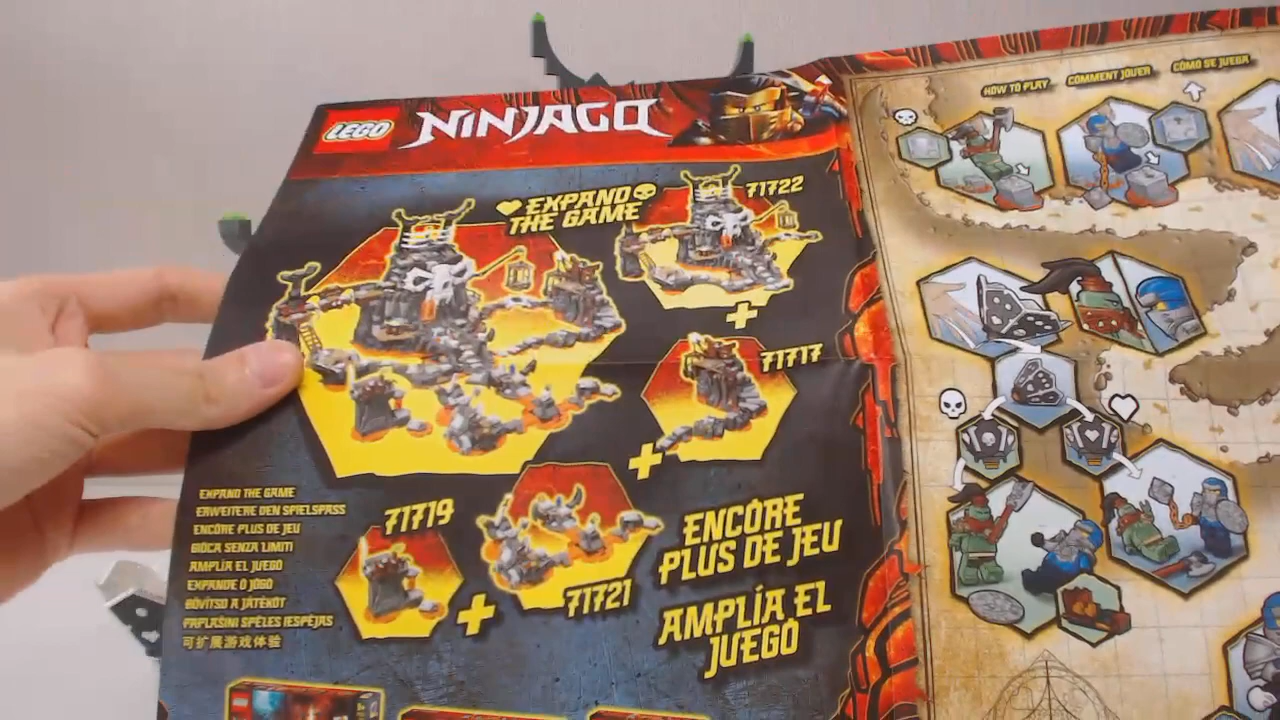 LEGO NINJAGO
EXPAND
THE GAME
71722
71717
71719
71721
ENCORE
PLUS DE JEU
AMPLÍA EL
JUEGO
EXPAND THE GAME
ERWEITERE DEN SPIELSPASS
ENCORE PLUS DE JEU
GIOCA SENZA LIMITI
AMPLÍA EL JUEGO
EXPANDE O JOGO
BŐVÍTSD A JÁTÉKOT
PAPLAŠINI SPĒLES IESPĒJAS
可扩展游戏体验
HOW TO PLAY
COMMENT JOUER
CÓMO SE JUEGA